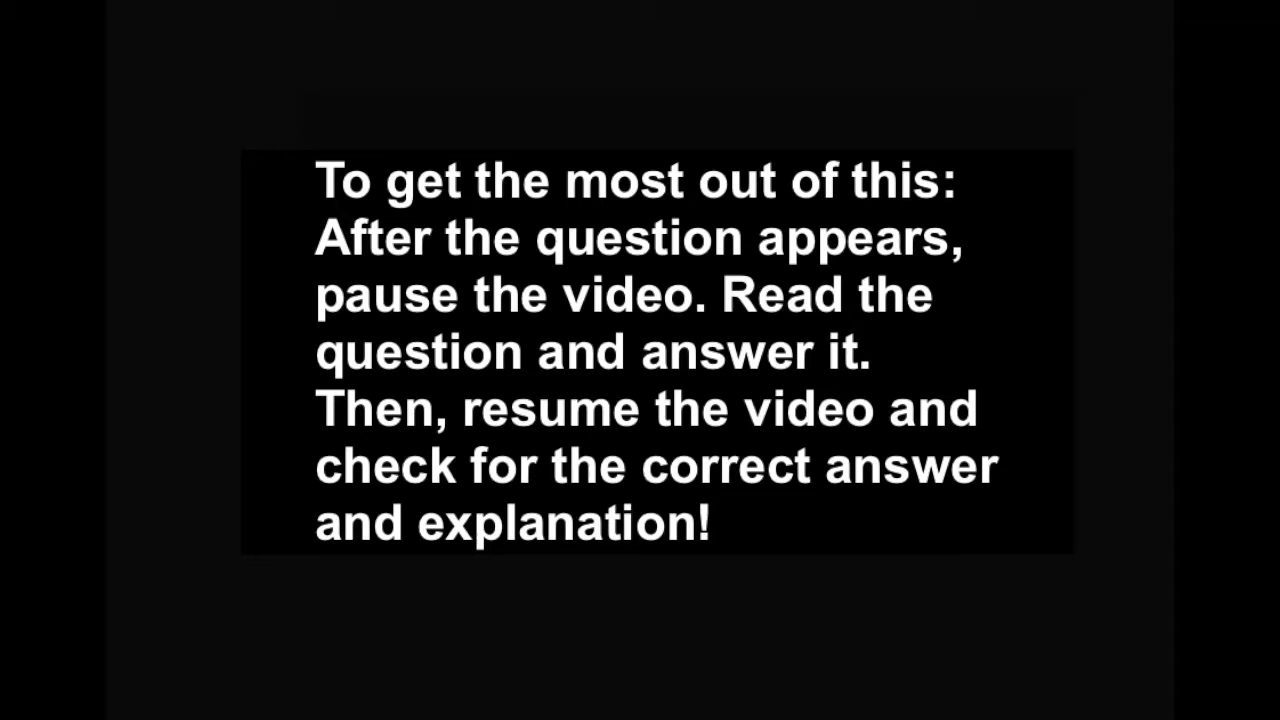 To get the most out of this:
After the question appears,
pause the video. Read the
question and answer it.
Then, resume the video and
check for the correct answer
and explanation!